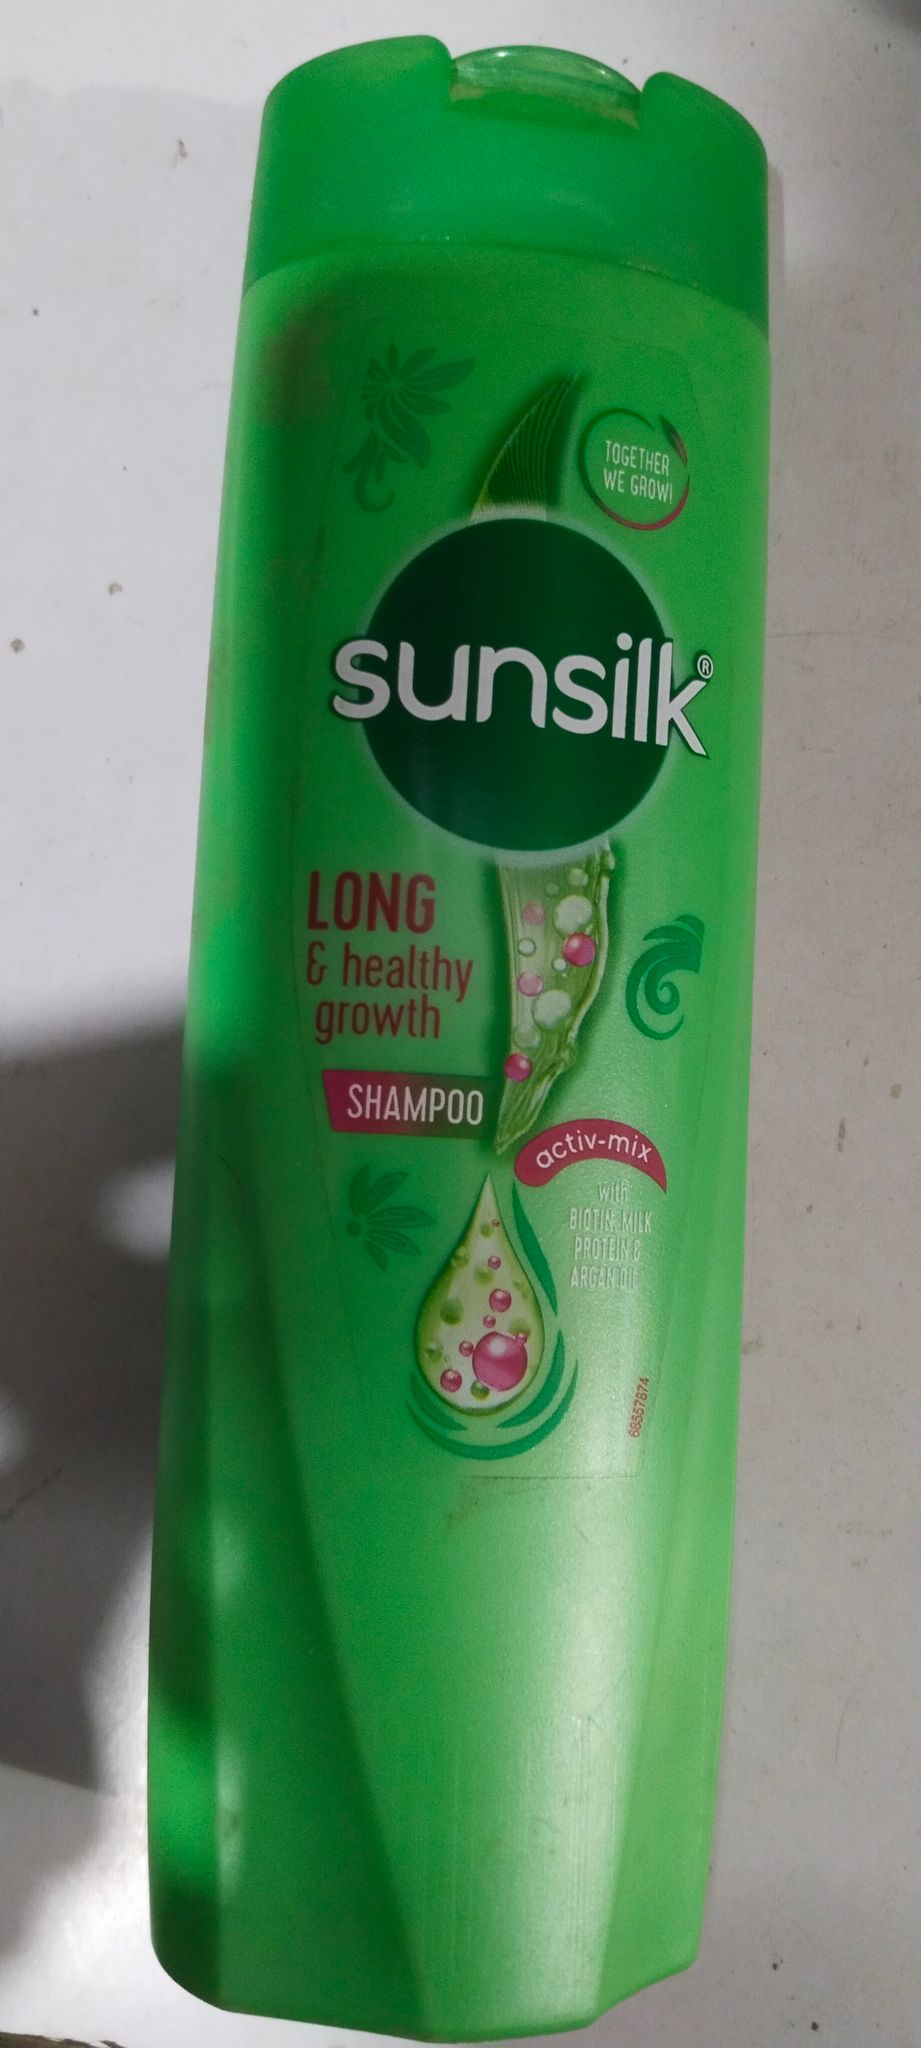 TOGETHER
WE GROW!
sunsilk®
LONG
& healthy
growth
SHAMPOO
activ-mix
with
BIOTIN, MILK
PROTEIN &
ARGAN OIL
68557874